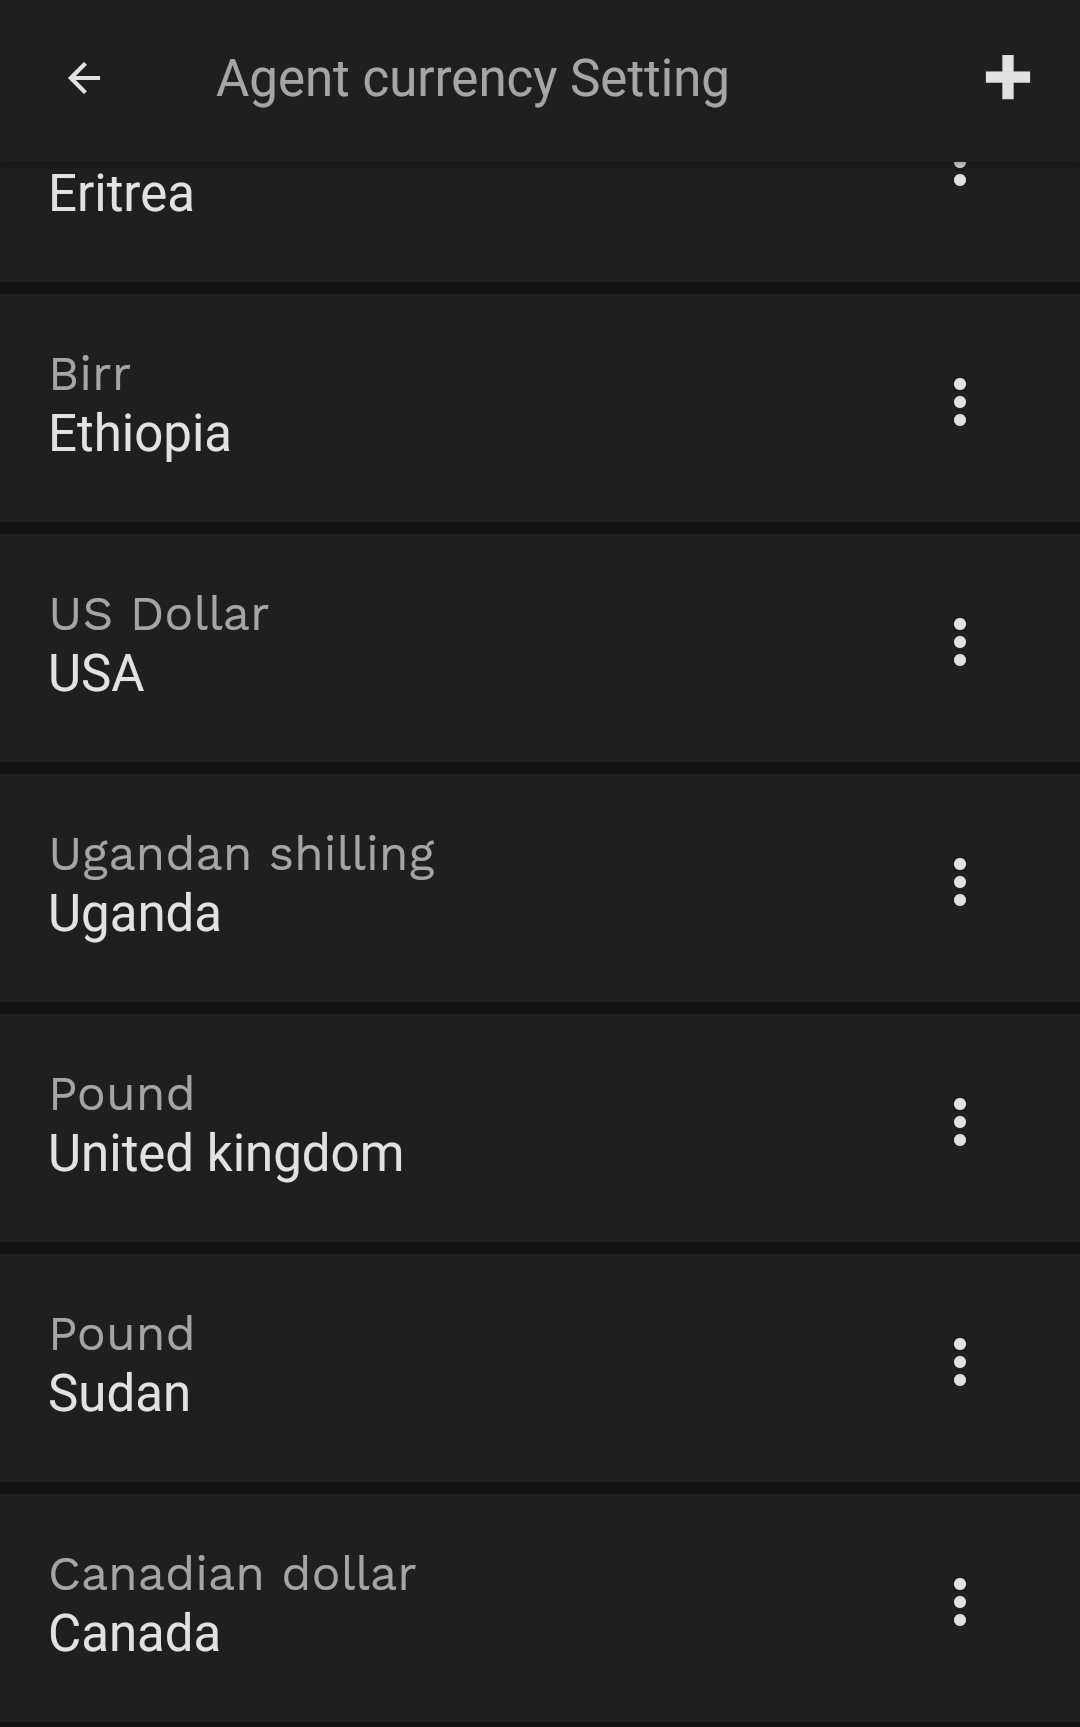 Agent currency Setting
Eritrea
Birr
Ethiopia
US Dollar
USA
Ugandan shilling
Uganda
Pound
United kingdom
Pound
Sudan
Canadian dollar
Canada